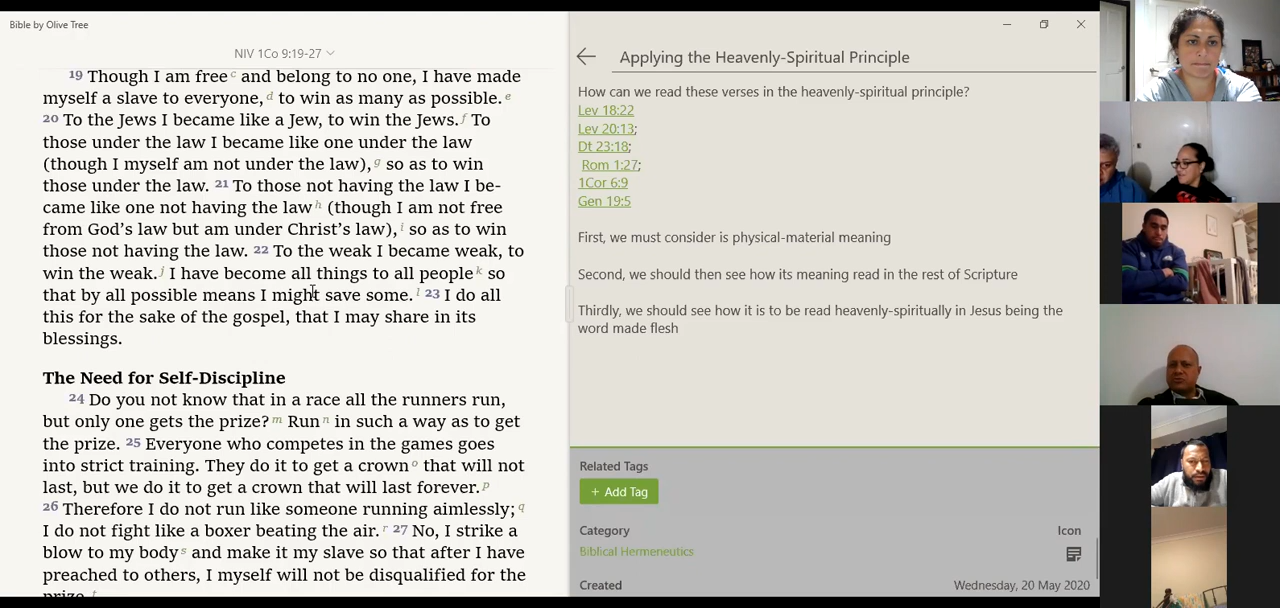 Bible by Olive Tree
NIV 1Co 9:19-27
19 Though I am free c and belong to no one, I have made
myself a slave to everyone, d to win as many as possible. e
20 To the Jews I became like a Jew, to win the Jews. f To
those under the law I became like one under the law
(though I myself am not under the law), g so as to win
those under the law. 21 To those not having the law I be-
came like one not having the law h (though I am not free
from God's law but am under Christ's law), i so as to win
those not having the law. 22 To the weak I became weak, to
win the weak. j I have become all things to all people k so
that by all possible means I might save some. l 23 I do all
this for the sake of the gospel, that I may share in its
blessings.
The Need for Self-Discipline
24 Do you not know that in a race all the runners run,
but only one gets the prize? m Run n in such a way as to get
the prize. 25 Everyone who competes in the games goes
into strict training. They do it to get a crown o that will not
last, but we do it to get a crown that will last forever. p
26 Therefore I do not run like someone running aimlessly; q
I do not fight like a boxer beating the air. r 27 No, I strike a
blow to my body s and make it my slave so that after I have
preached to others, I myself will not be disqualified for the
prize. t
Applying the Heavenly-Spiritual Principle
How can we read these verses in the heavenly-spiritual principle?
Lev 18:22
Lev 20:13;
Dt 23:18;
Rom 1:27;
1Cor 6:9
Gen 19:5
First, we must consider is physical-material meaning
Second, we should then see how its meaning read in the rest of Scripture
Thirdly, we should see how it is to be read heavenly-spiritually in Jesus being the
word made flesh
Related Tags
+ Add Tag
Category
Icon
Biblical Hermeneutics
Created
Wednesday, 20 May 2020